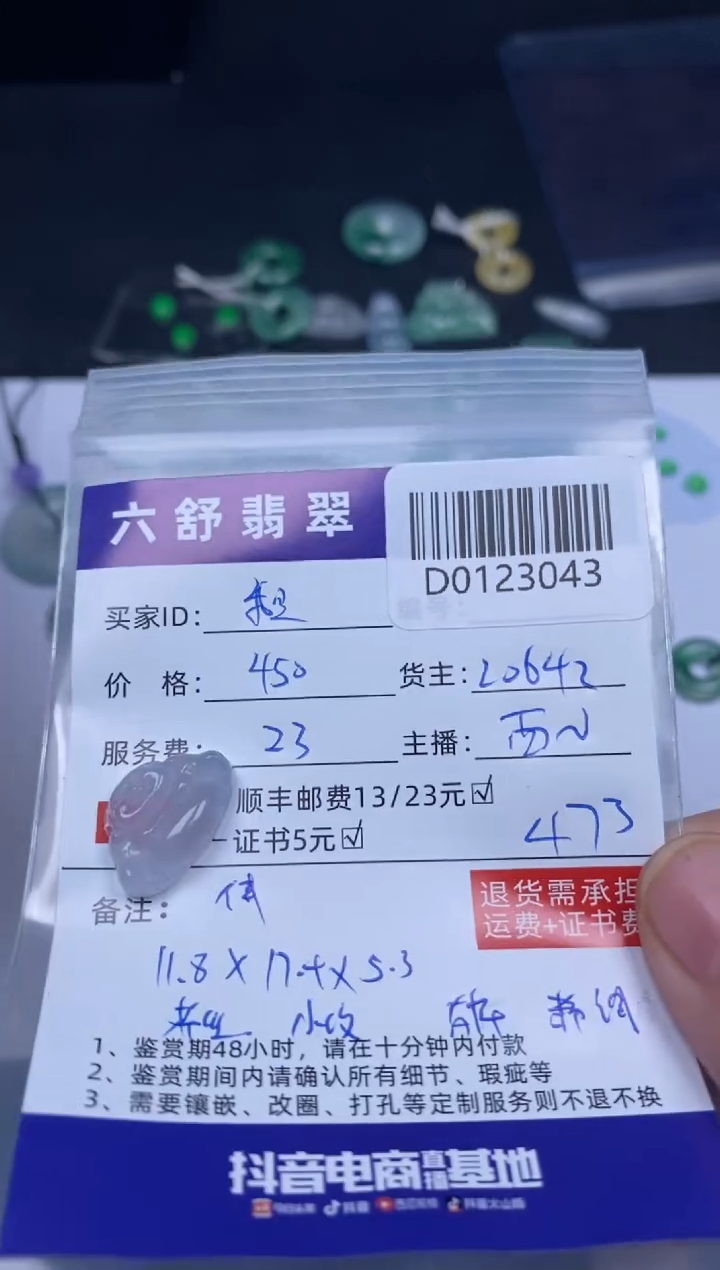 六舒翡翠
D0123043
买家ID:
价 格: 450 货主: 20642
服务费: 23 主播:
顺丰邮费13/23元☑
证书5元☑ 473
退货需承担
运费+证书费
备注:
11.8 X 17.4 X 5.3
1、鉴赏期48小时，请在十分钟内付款
2、鉴赏期间内请确认所有细节、瑕疵等
3、需要镶嵌、改圈、打孔等定制服务则不退不换
抖音电商直播基地